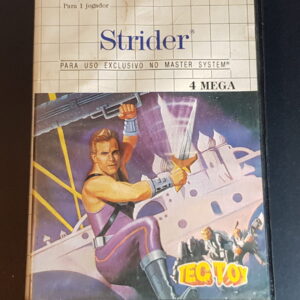 Para 1 jogador
Strider®
PARA USO EXCLUSIVO NO MASTER SYSTEM®
4 MEGA
TEC TOY